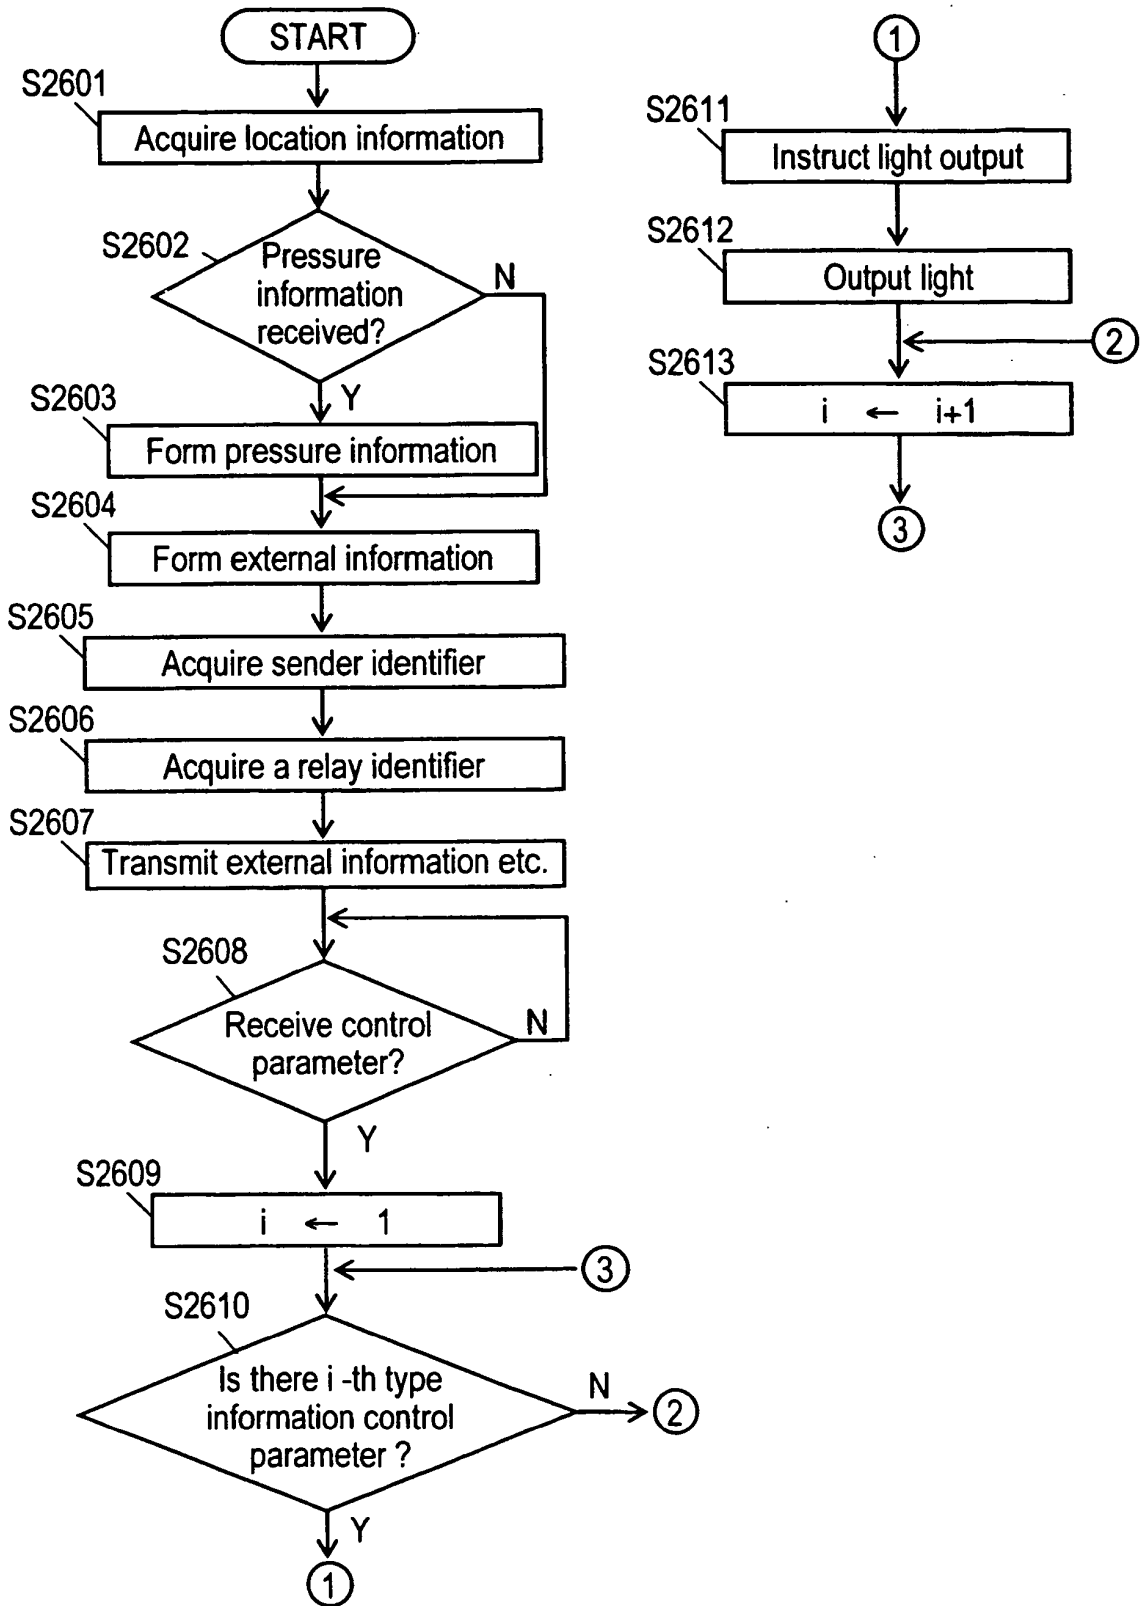 START
S2601
Acquire location information
S2602
Pressure
information
received?
N
Y
S2603
Form pressure information
S2604
Form external information
S2605
Acquire sender identifier
S2606
Acquire a relay identifier
S2607
Transmit external information etc.
S2608
Receive control
parameter?
N
Y
S2609
i ← 1
3
S2610
Is there i -th type
information control
parameter ?
N
2
Y
1
1
S2611
Instruct light output
S2612
Output light
2
S2613
i ← i+1
3